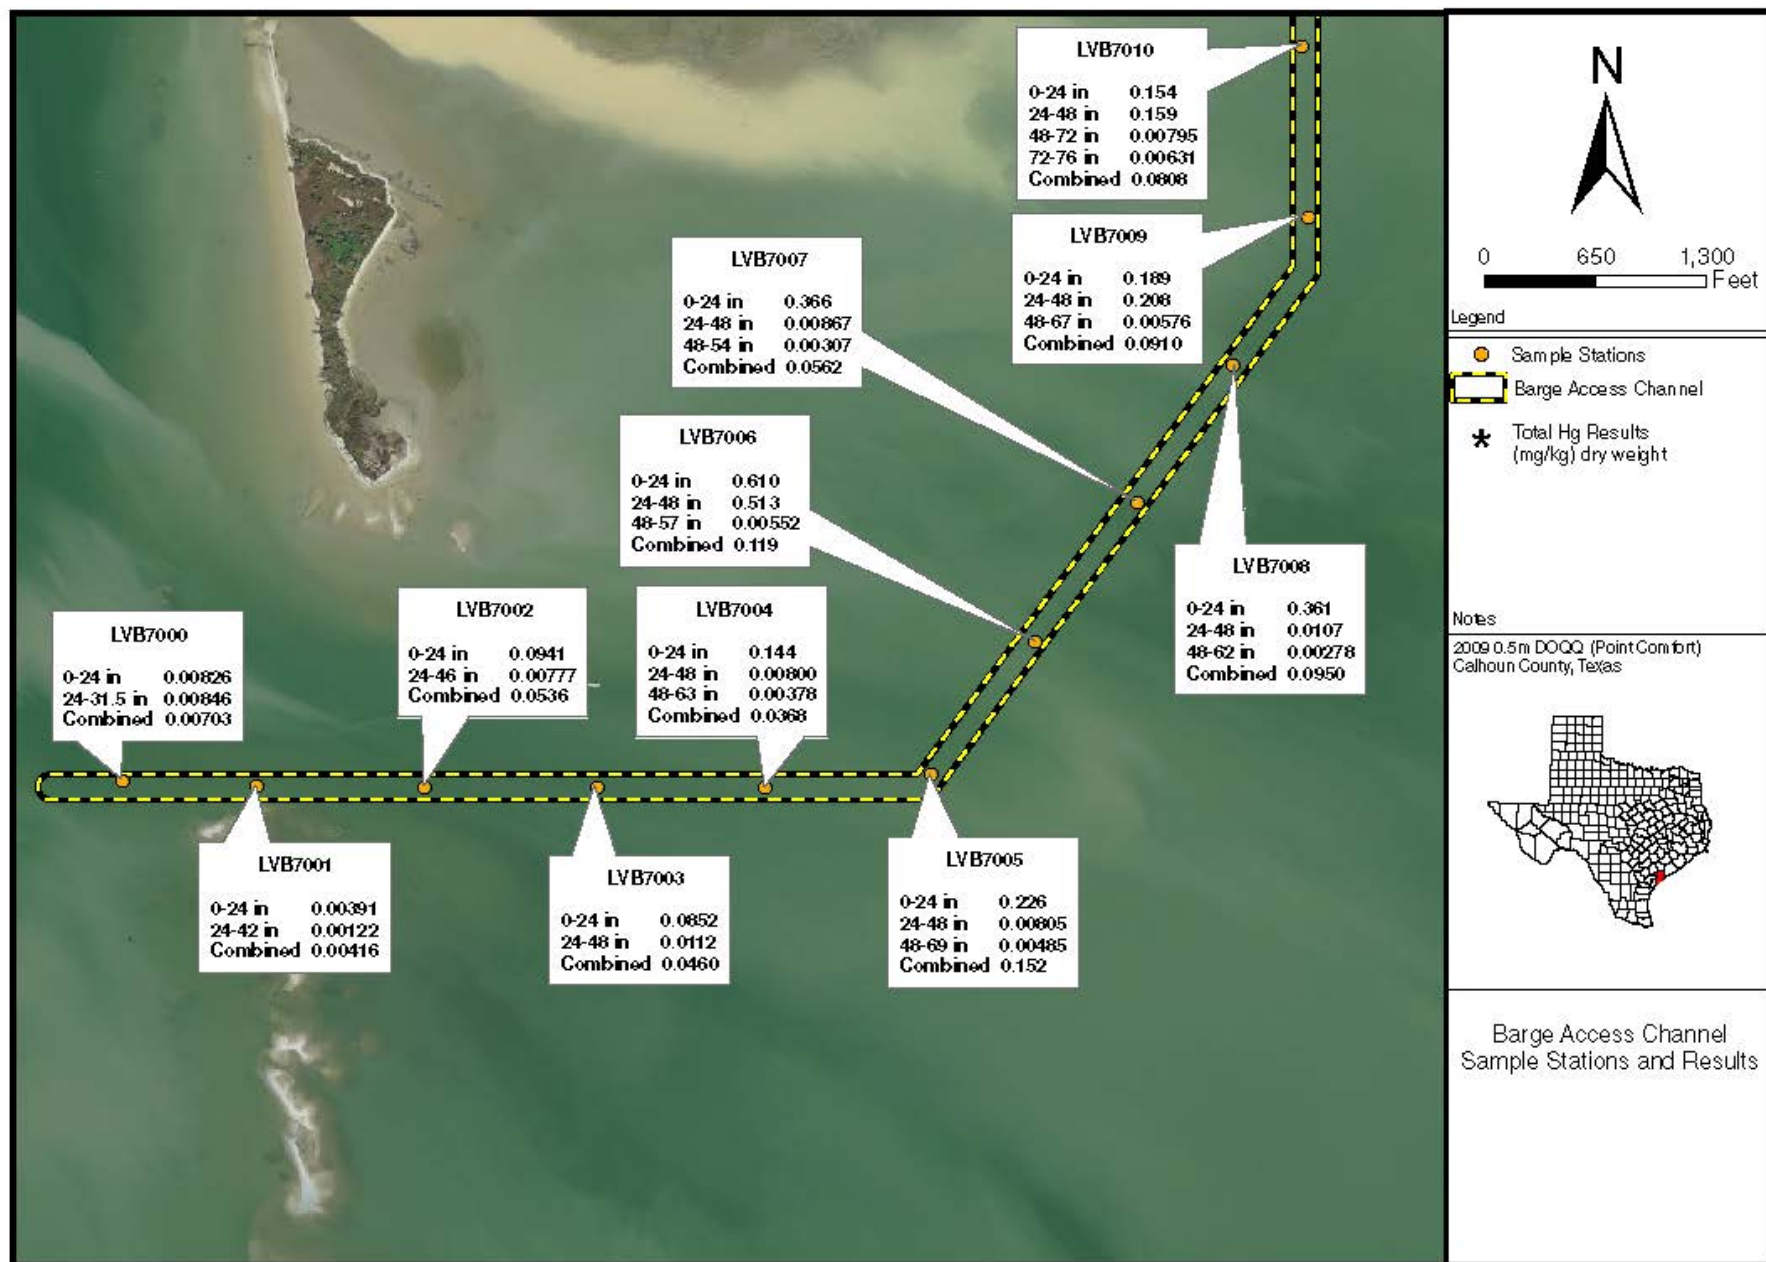 LVB7010
0-24 in 0.154
24-48 in 0.159
48-72 in 0.00795
72-76 in 0.00631
Combined 0.0808
LVB7009
0-24 in 0.189
24-48 in 0.208
48-67 in 0.00576
Combined 0.0910
LVB7007
0-24 in 0.366
24-48 in 0.00867
48-54 in 0.00307
Combined 0.0562
LVB7006
0-24 in 0.610
24-48 in 0.513
48-57 in 0.00552
Combined 0.119
LVB7008
0-24 in 0.361
24-48 in 0.0107
48-62 in 0.00278
Combined 0.0950
LVB7000
0-24 in 0.00826
24-31.5 in 0.00846
Combined 0.00703
LVB7002
0-24 in 0.0941
24-46 in 0.00777
Combined 0.0536
LVB7004
0-24 in 0.144
24-48 in 0.00800
48-63 in 0.00378
Combined 0.0368
LVB7001
0-24 in 0.00391
24-42 in 0.00122
Combined 0.00416
LVB7003
0-24 in 0.0852
24-48 in 0.0112
Combined 0.0460
LVB7005
0-24 in 0.226
24-48 in 0.00805
48-69 in 0.00485
Combined 0.152
N
0 650 1,300
Feet
Legend
Sample Stations
Barge Access Channel
* Total Hg Results
(mg/kg) dry weight
Notes
2009 0.5m DOQQ (Point Comfort)
Calhoun County, Texas
Barge Access Channel
Sample Stations and Results